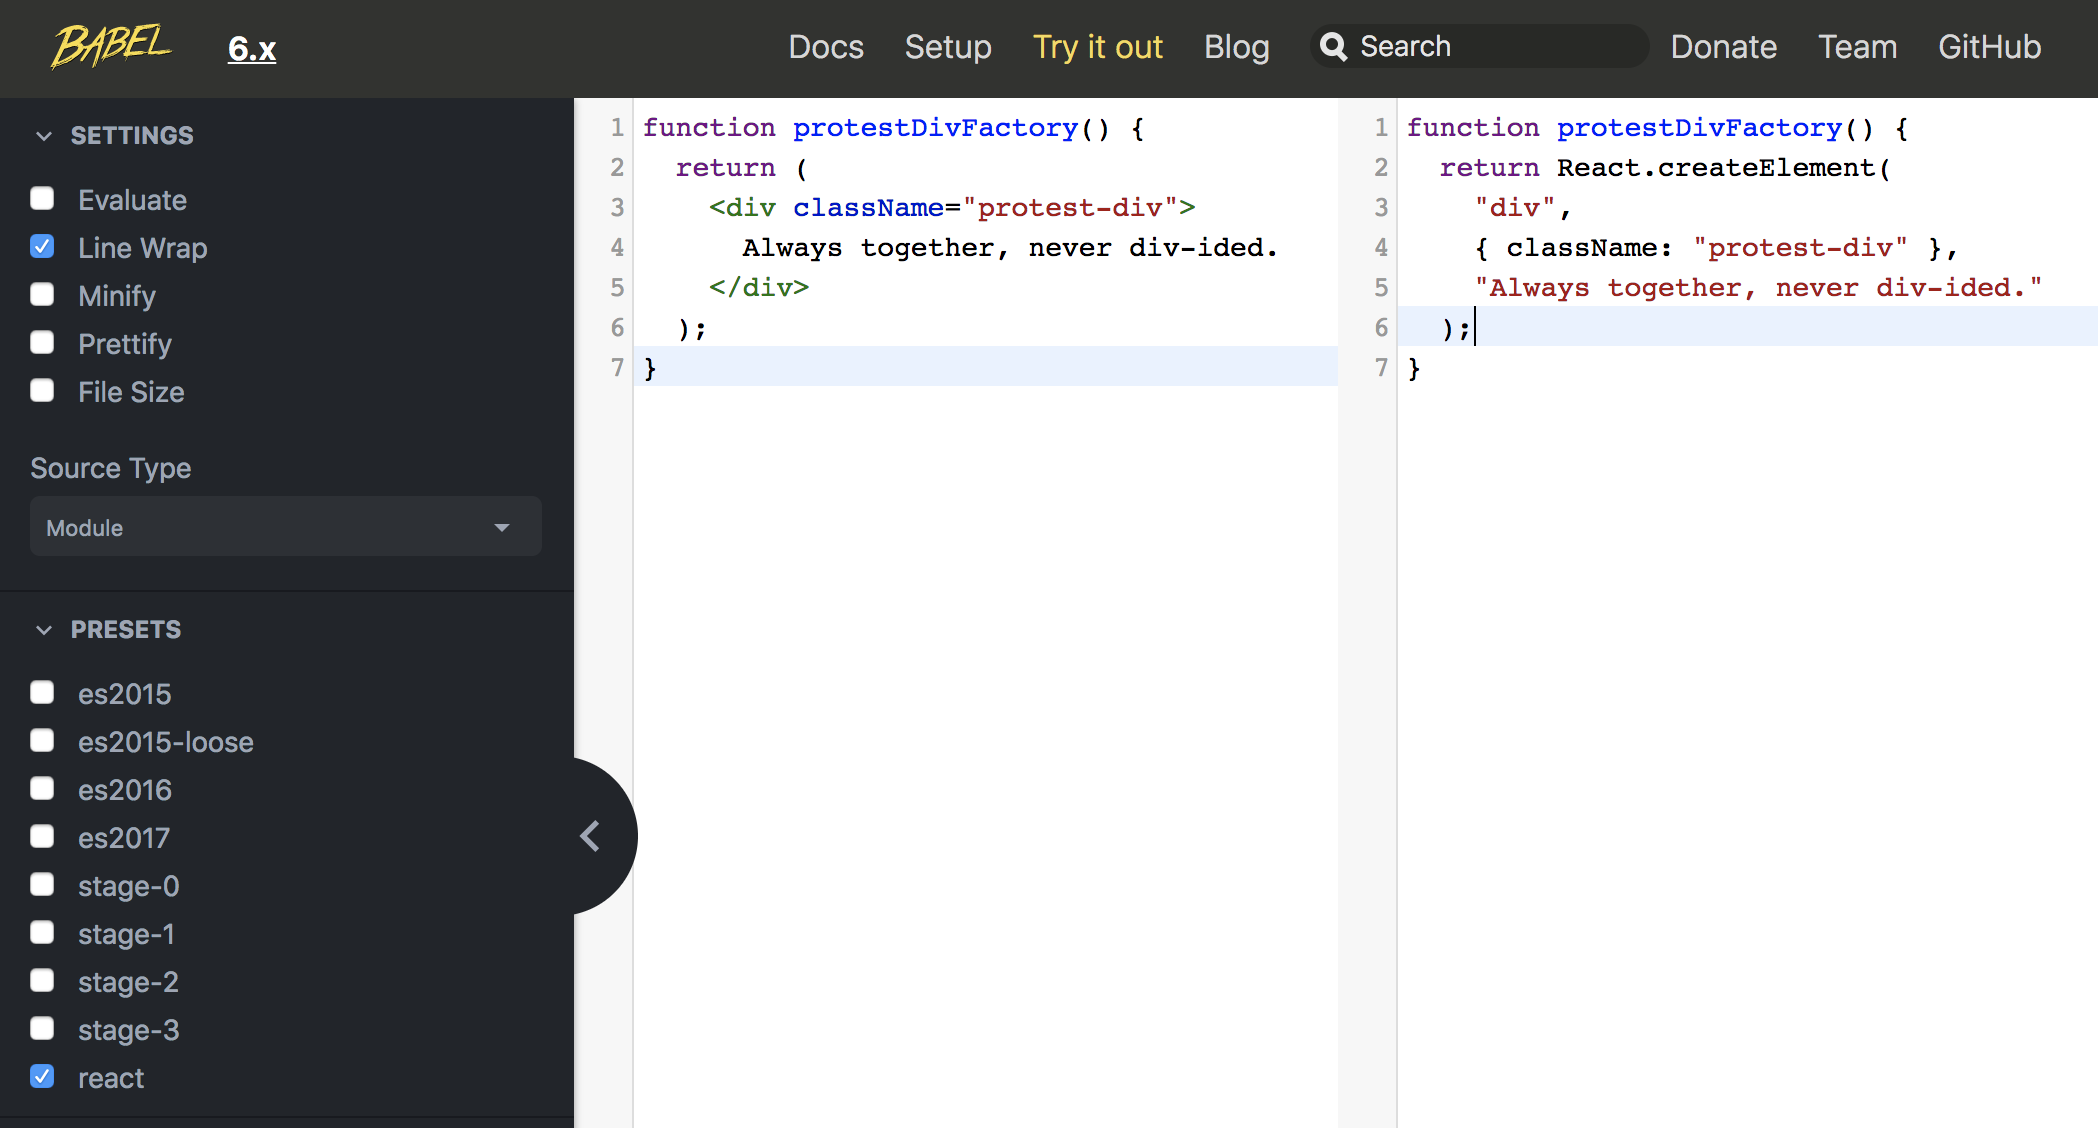 BABEL 6.x Docs Setup Try it out Blog Search Donate Team GitHub
SETTINGS
Evaluate
Line Wrap
Minify
Prettify
File Size
Source Type
Module
PRESETS
es2015
es2015-loose
es2016
es2017
stage-0
stage-1
stage-2
stage-3
react
1 function protestDivFactory() {
2   return (
3     <div className="protest-div">
4       Always together, never div-ided.
5     </div>
6   );
7 }
1 function protestDivFactory() {
2   return React.createElement(
3     "div",
4     { className: "protest-div" },
5     "Always together, never div-ided."
6   );
7 }